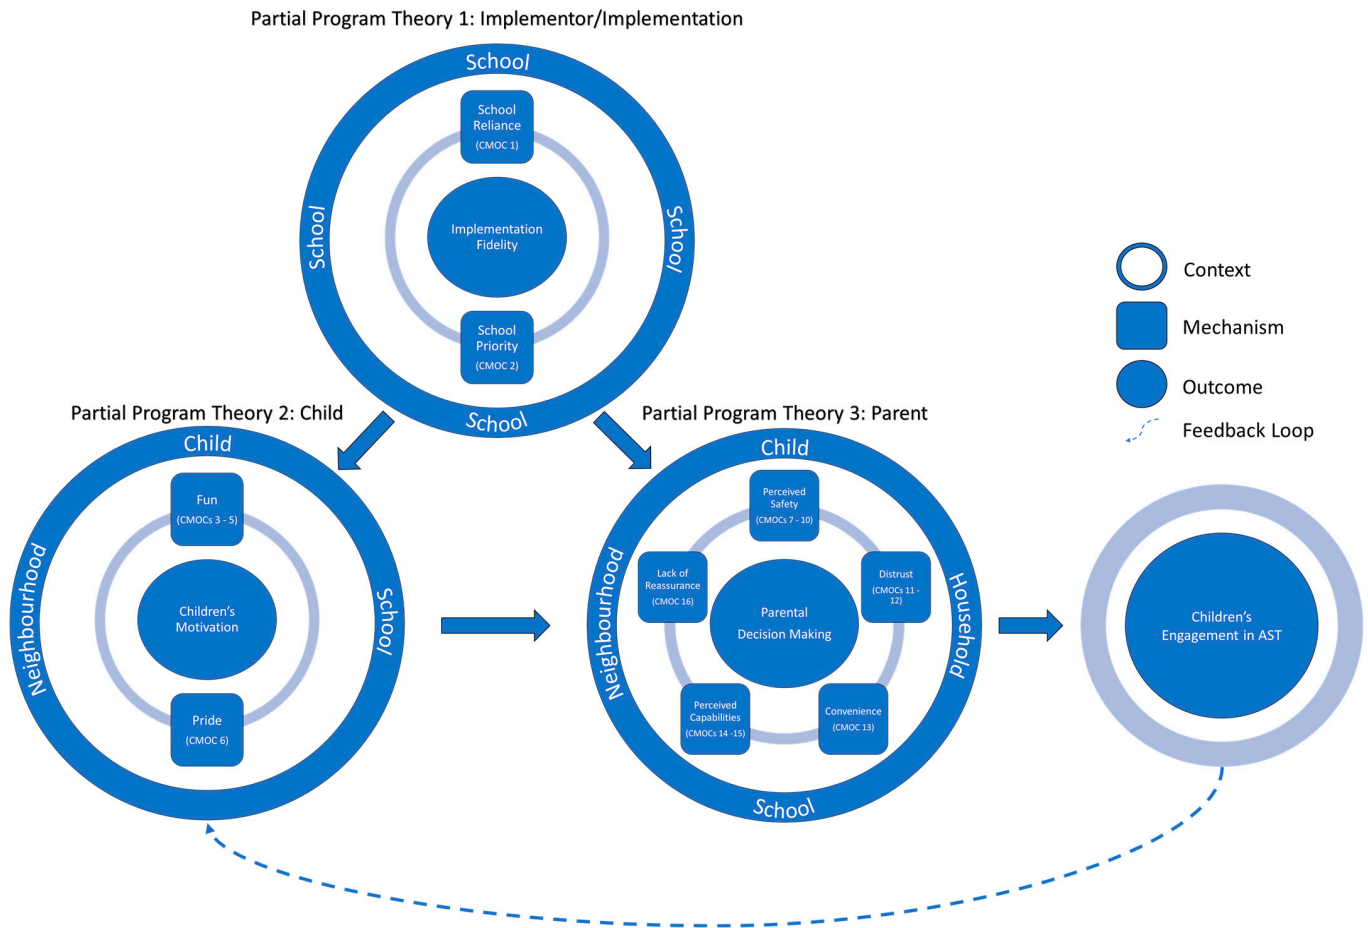 Partial Program Theory 1: Implementor/Implementation
School
School
Reliance
(CMOC 1)
School
School
Implementation
Fidelity
School
Priority
(CMOC 2)
School
Context
Mechanism
Outcome
Feedback Loop
Partial Program Theory 2: Child
Child
Fun
(CMOCs 3 - 5)
Neighbourhood
School
Children's
Motivation
Pride
(CMOC 6)
Partial Program Theory 3: Parent
Child
Perceived
Safety
(CMOCs 7 - 10)
Neighbourhood
Household
Lack of
Reassurance
(CMOC 16)
Distrust
(CMOCs 11 -
12)
Parental
Decision Making
Perceived
Capabilities
(CMOCs 14 -15)
Convenience
(CMOC 13)
School
Children's
Engagement in AST